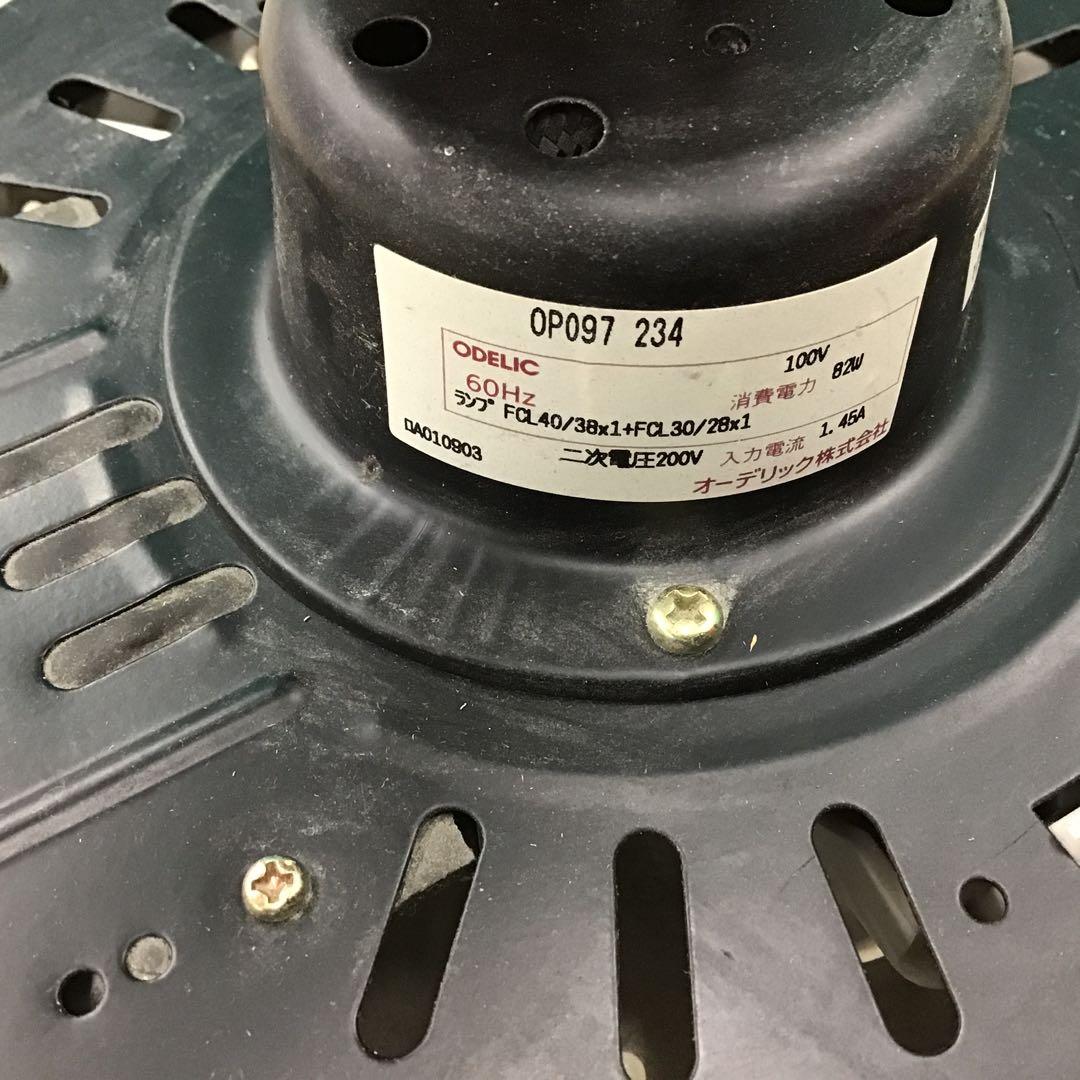 OP097 234
ODELIC 100V
60Hz 消費電力 82W
ランプ FCL40/38x1+FCL30/28x1
DA010903 二次電圧200V 入力電流 1.45A
オーデリック株式会社